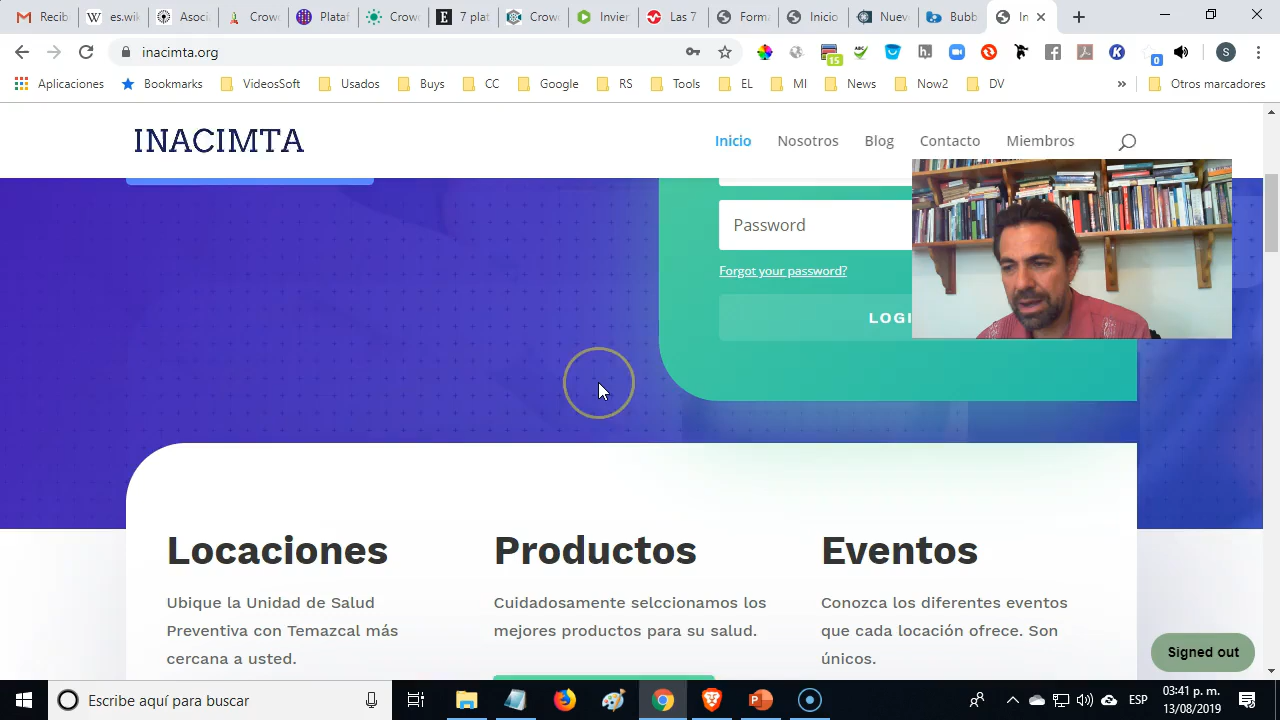 Recib
es.wik
Asoci
Crow
Plataf
Crow
7 plat
Crow
Invier
Las 7
Form
Inicio
Nuev
Bubb
In
inacimta.org
15
ABC
h.
0
S
Aplicaciones
Bookmarks
VideosSoft
Usados
Buys
CC
Google
RS
Tools
EL
MI
News
Now2
DV
»
Otros marcadores
INACIMTA
Inicio
Nosotros
Blog
Contacto
Miembros
Password
Forgot your password?
LOGI
Locaciones
Ubique la Unidad de Salud
Preventiva con Temazcal más
cercana a usted.
Productos
Cuidadosamente selccionamos los
mejores productos para su salud.
Eventos
Conozca los diferentes eventos
que cada locación ofrece. Son
únicos.
Signed out
Escribe aquí para buscar
ESP
03:41 p. m.
13/08/2019